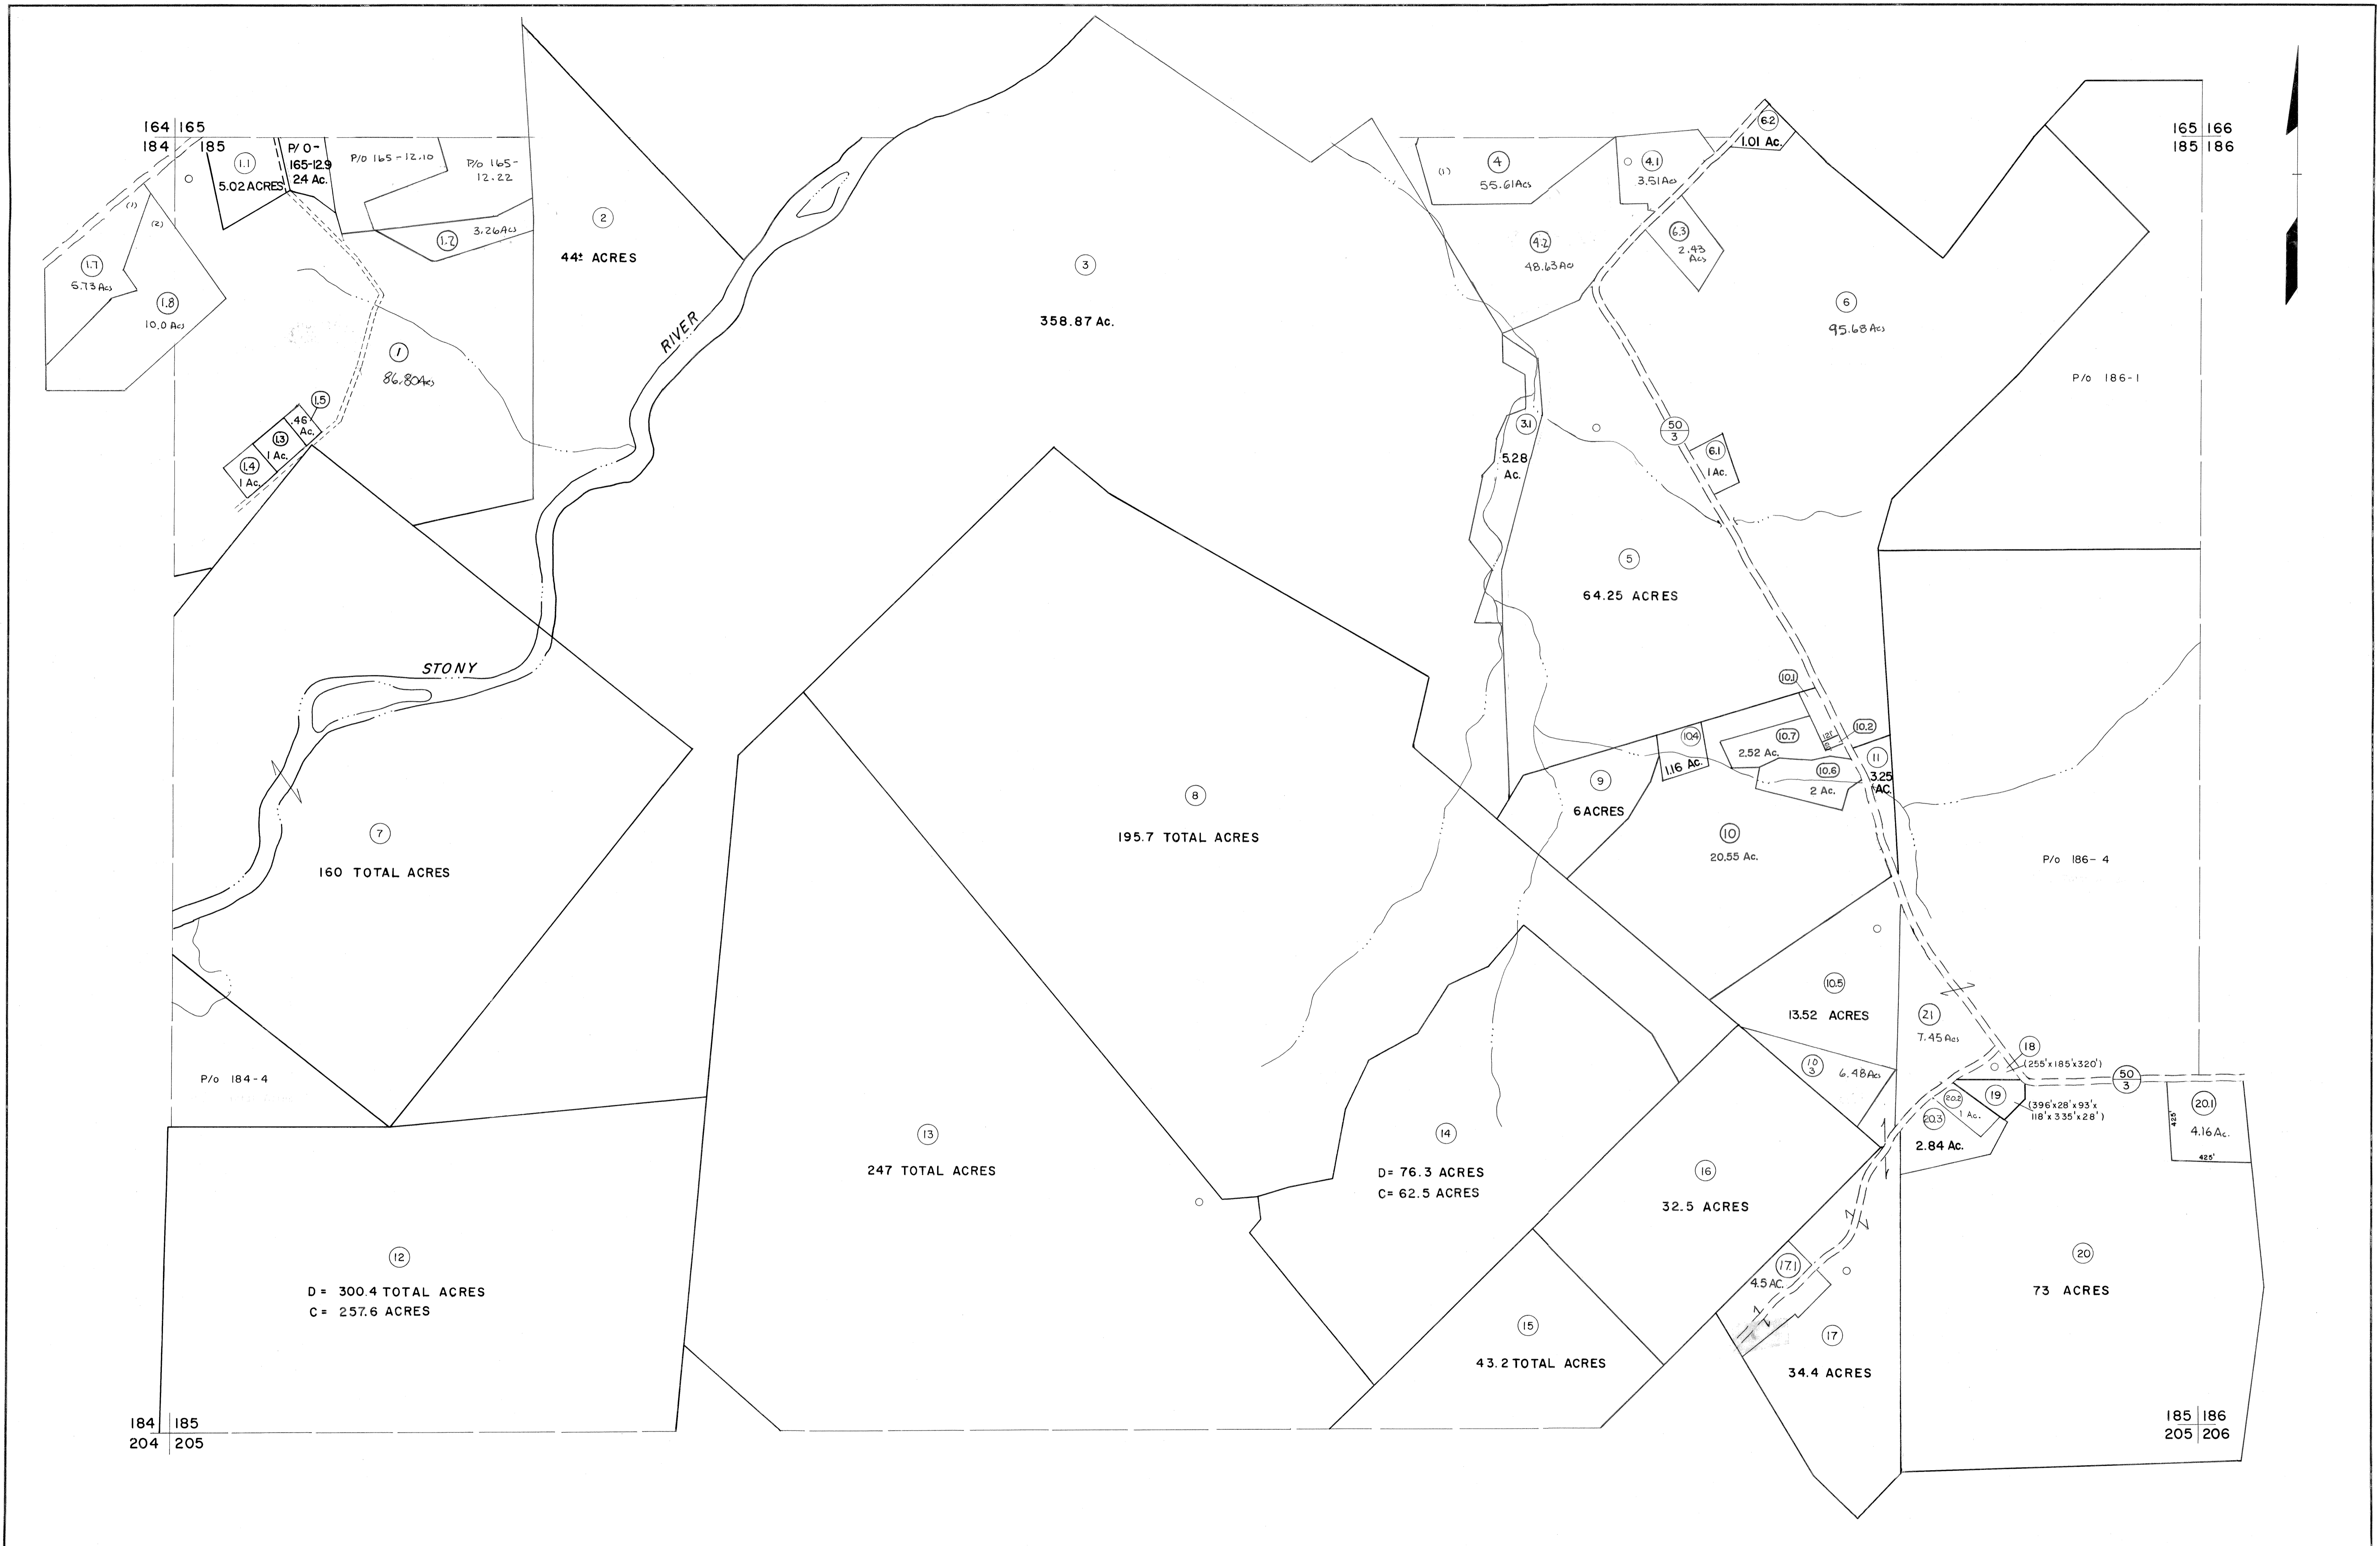 164 165
184 185
1.1
5.02 ACRES
P/O-
165-12.9
2.4 Ac.
P/O 165-12.10
P/o 165-
12.22
1.2
3.26Acs
(1)
(2)
1.7
5.73 Acs
1.8
10.0 Acs
1
86.80Acs
1.5
.46
Ac.
1.3
1 Ac.
1.4
1 Ac.
2
44± ACRES
RIVER
STONY
3
358.87 Ac.
(1)
4
55.61Acs
4.1
3.51Acs
6.2
1.01 Ac.
165 166
185 186
4.2
48.63Acs
6.3
2.43
Acs
6
95.68Acs
P/o 186-1
3.1
5.28
Ac.
50
3
6.1
1Ac.
5
64.25 ACRES
10.1
10.2
10.4
1.16 Ac.
10.7
2.52 Ac.
121'
10.6
2 Ac.
11
3.25
AC.
9
6 ACRES
10
20.55 Ac.
P/o 186-4
7
160 TOTAL ACRES
8
195.7 TOTAL ACRES
10.5
13.52 ACRES
21
7.45Acs
18
(255'x185'x320')
10
3
6.48Acs
50
3
19
(396'x28'x93'x
118'x335'x28')
20.2
1 Ac.
20.3
2.84 Ac.
20.1
4.16Ac.
425'
425'
P/o 184-4
13
247 TOTAL ACRES
14
D= 76.3 ACRES
C= 62.5 ACRES
16
32.5 ACRES
12
D= 300.4 TOTAL ACRES
C= 257.6 ACRES
17.1
4.5 AC.
20
73 ACRES
15
43.2 TOTAL ACRES
17
34.4 ACRES
184 185
204 205
185 186
205 206